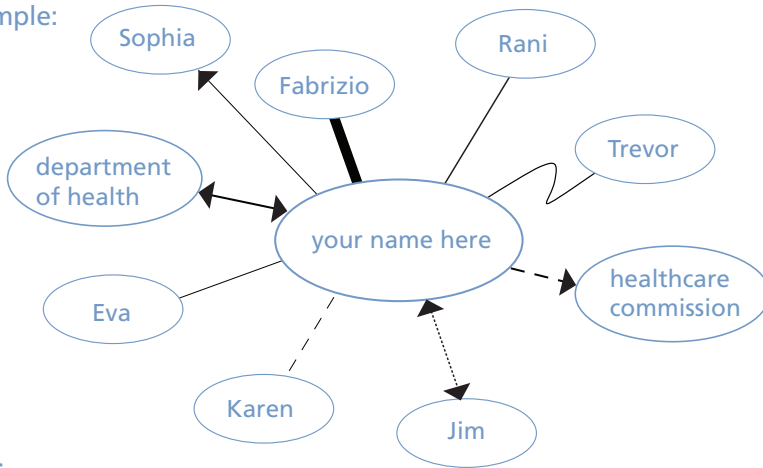 mple:
Sophia
Rani
Fabrizio
Trevor
department
of health
your name here
healthcare
commission
Eva
Karen
Jim